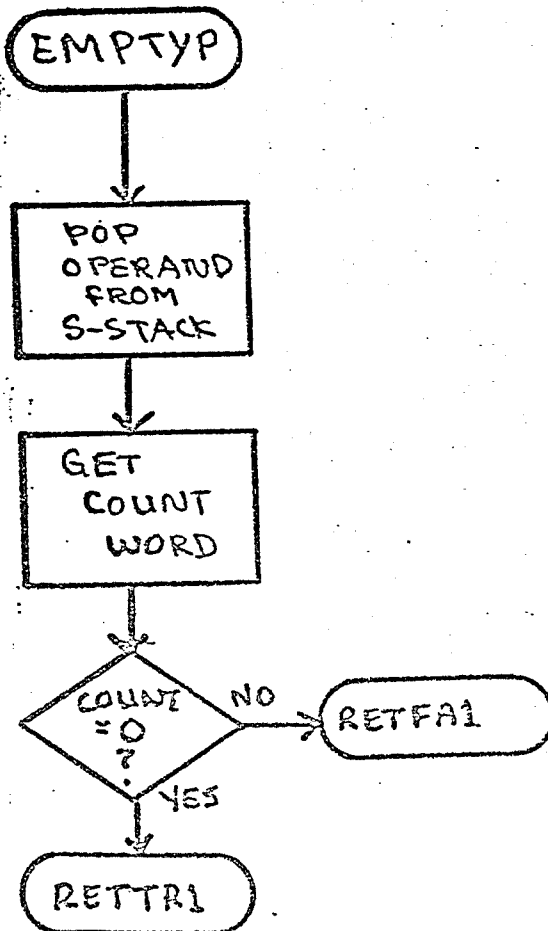 EMPTYP
POP
OPERAND
FROM
S-STACK
GET
COUNT
WORD
COUNT
=0
?
NO
RETFA1
YES
RETTR1